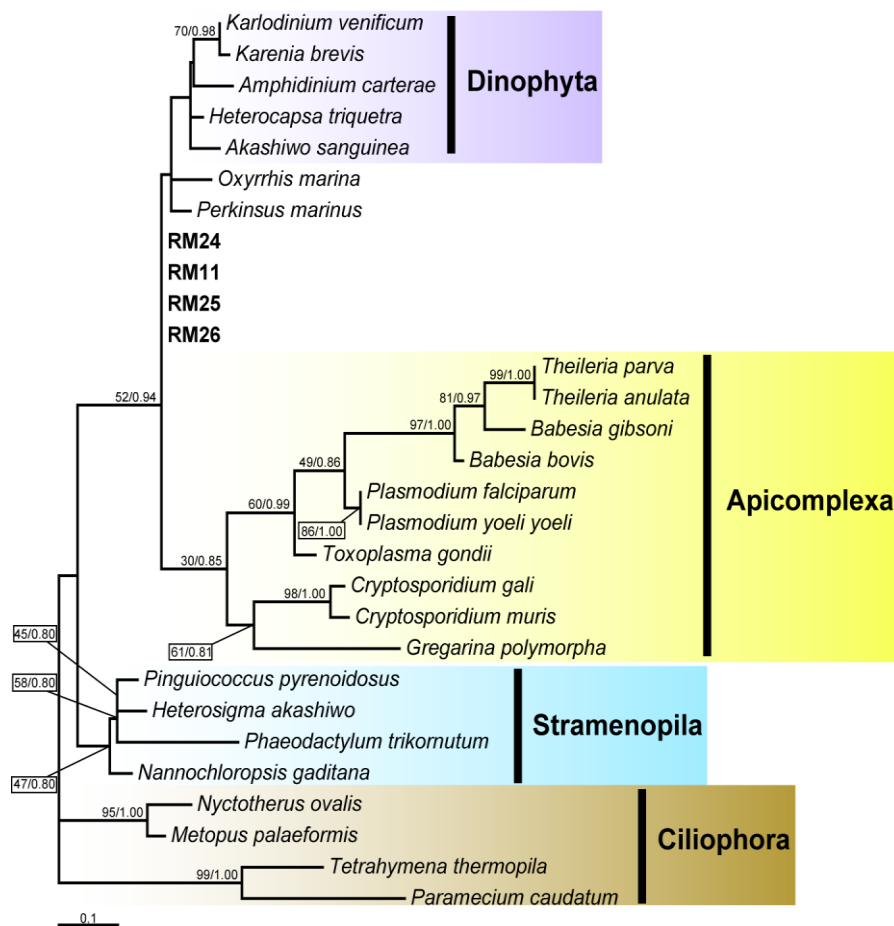 70/0.98
Karlodinium venificum
Karenia brevis
Amphidinium carterae
Heterocapsa triquetra
Akashiwo sanguinea
Dinophyta
Oxyrrhis marina
Perkinsus marinus
RM24
RM11
RM25
RM26
52/0.94
99/1.00
Theileria parva
Theileria anulata
81/0.97
Babesia gibsoni
97/1.00
Babesia bovis
49/0.86
Plasmodium falciparum
Plasmodium yoeli yoeli
86/1.00
60/0.99
Toxoplasma gondii
30/0.85
98/1.00
Cryptosporidium gali
Cryptosporidium muris
61/0.81
Gregarina polymorpha
Apicomplexa
45/0.80
58/0.80
47/0.80
Pinguiococcus pyrenoidosus
Heterosigma akashiwo
Phaeodactylum trikornutum
Nannochloropsis gaditana
Stramenopila
95/1.00
Nyctotherus ovalis
Metopus palaeformis
99/1.00
Tetrahymena thermopila
Paramecium caudatum
Ciliophora
0.1